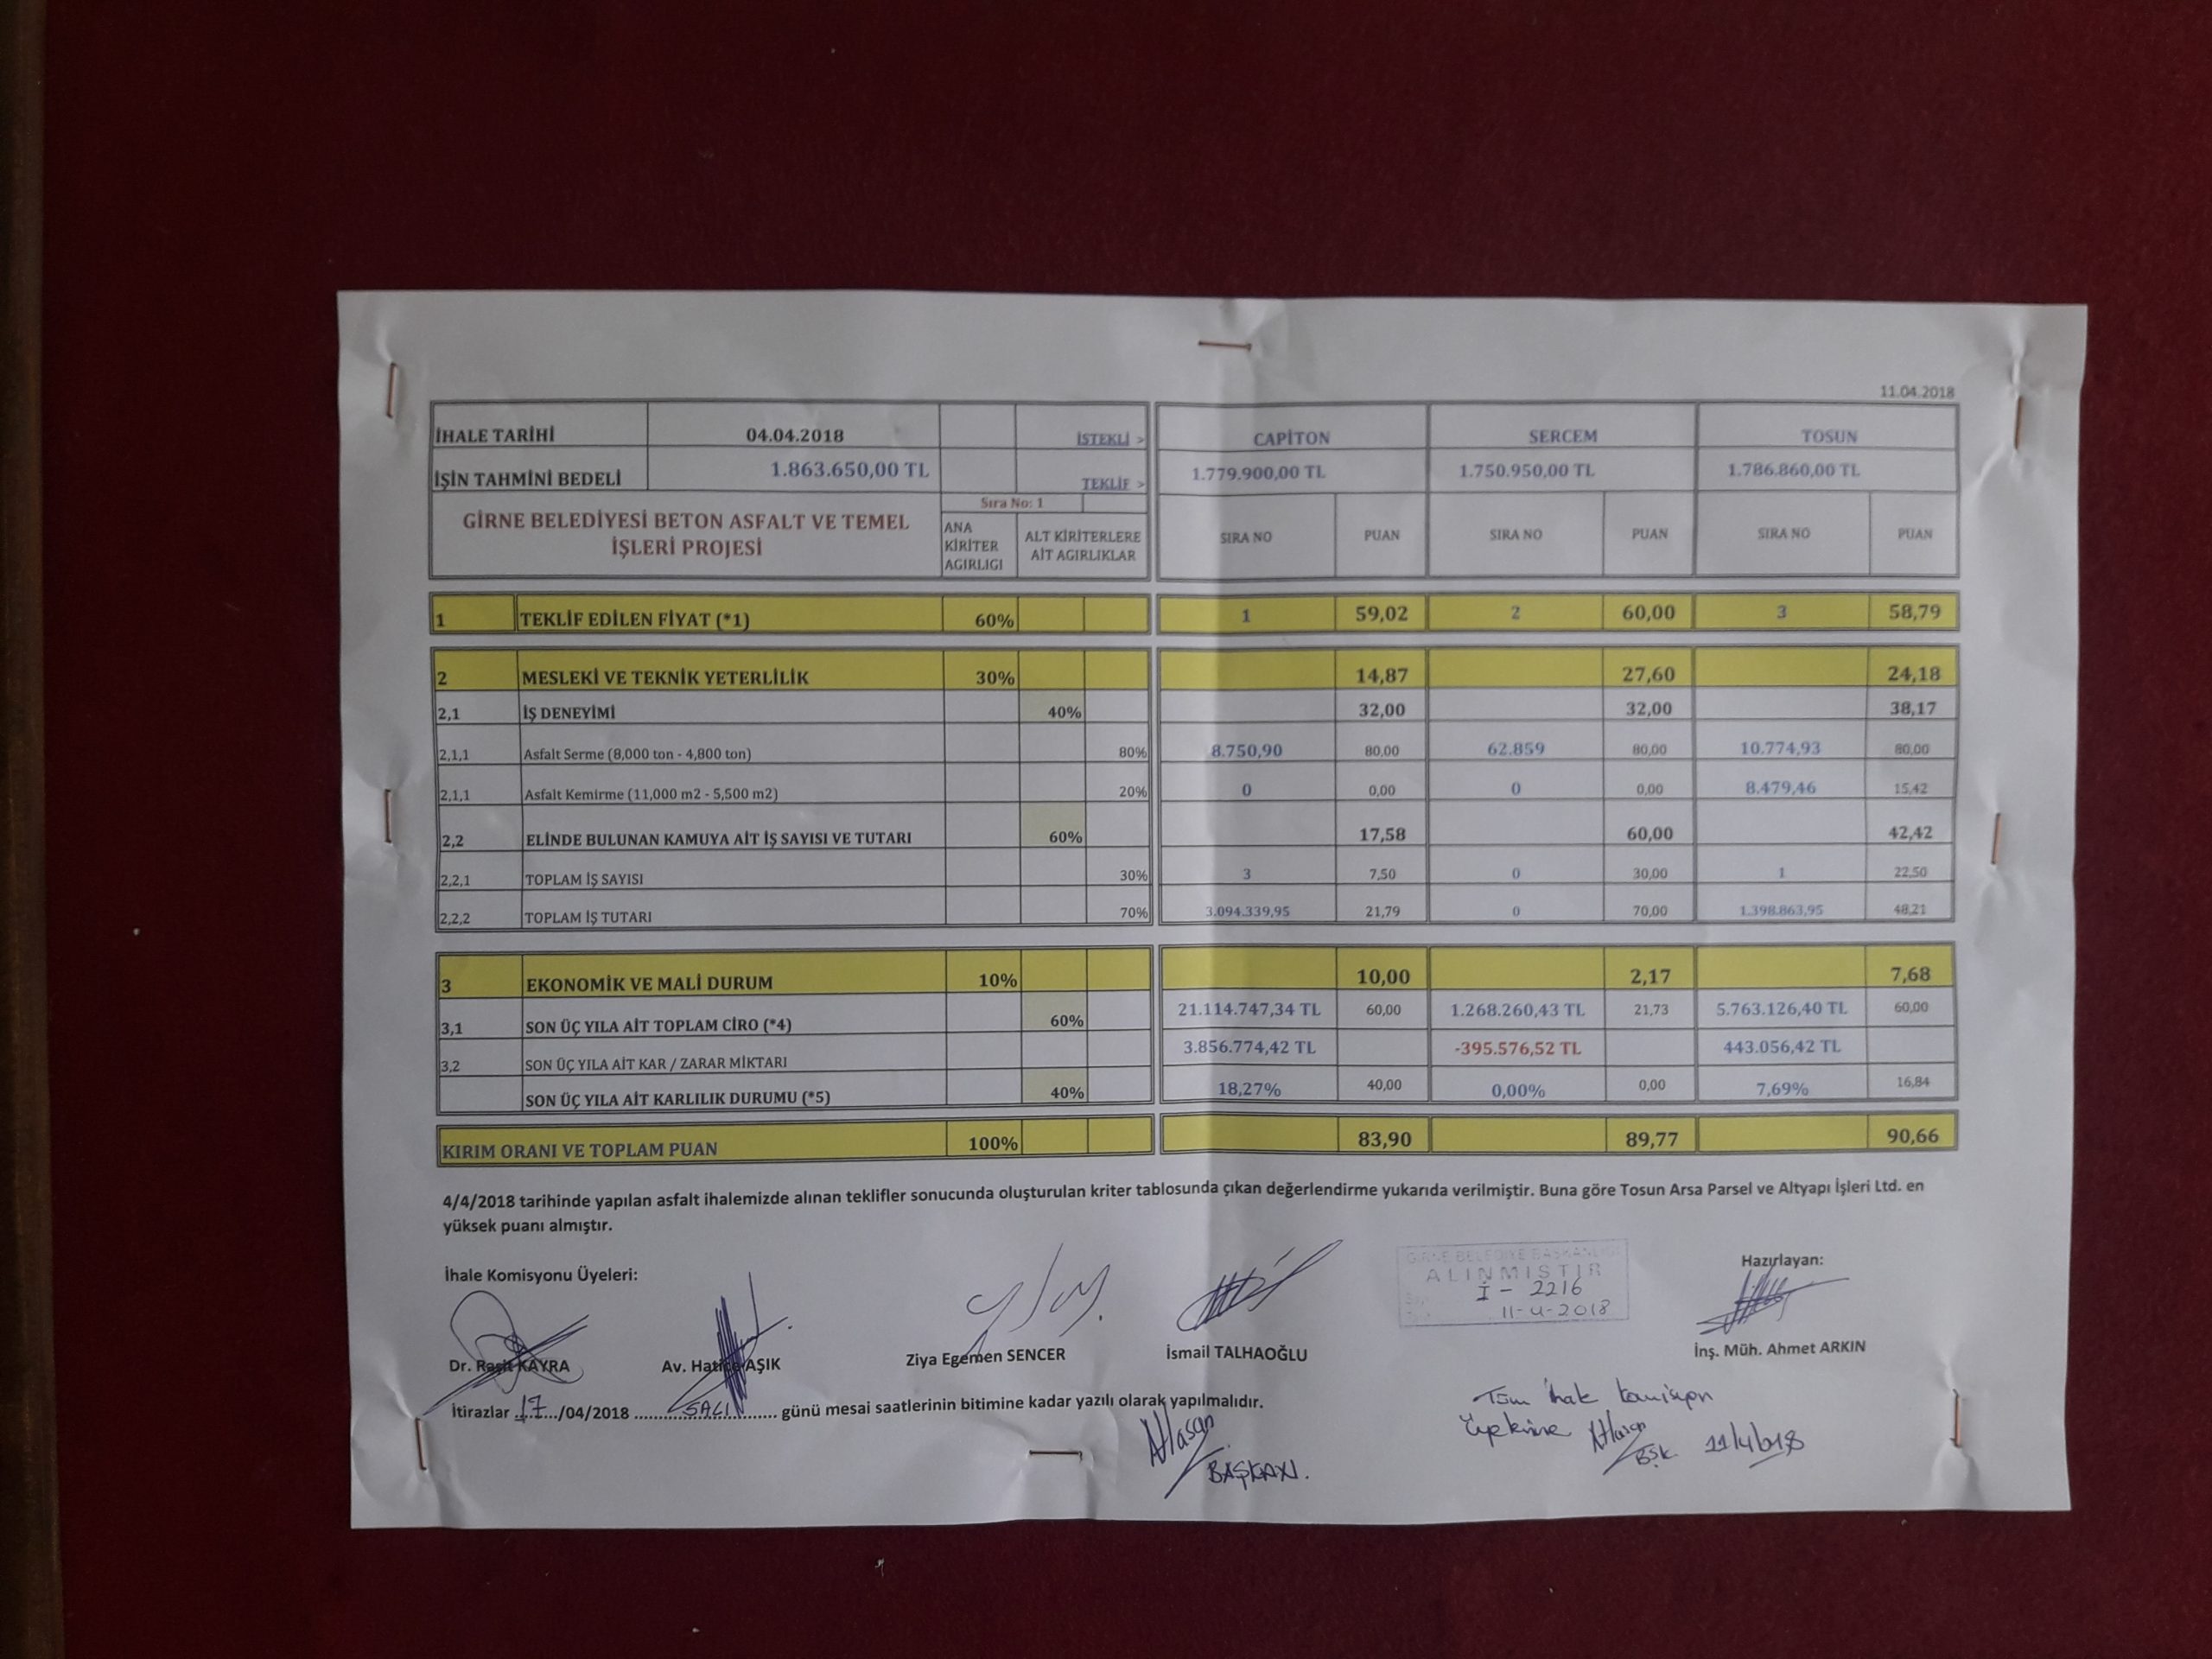 11.04.2018
İHALE TARİHİ 04.04.2018 İSTEKLİ > CAPİTON SERCEM TOSUN
İŞİN TAHMİNİ BEDELİ 1.863.650,00 TL TEKLİF > 1.779.900,00 TL 1.750.950,00 TL 1.786.860,00 TL
Sıra No: 1
GİRNE BELEDİYESİ BETON ASFALT VE TEMEL
İŞLERİ PROJESİ
ANA
KİRİTER
AGIRLIGI
ALT KİRİTERLERE
AİT AGIRLIKLAR
SIRA NO PUAN SIRA NO PUAN SIRA NO PUAN
1 TEKLİF EDİLEN FİYAT (*1) 60% 1 59,02 2 60,00 3 58,79
2 MESLEKİ VE TEKNİK YETERLİLİK 30% 14,87 27,60 24,18
2,1 İŞ DENEYİMİ 40% 32,00 32,00 38,17
2,1,1 Asfalt Serme (8,000 ton - 4,800 ton) 80% 8.750,90 80,00 62.859 80,00 10.774,93 80,00
2,1,1 Asfalt Kemirme (11,000 m2 - 5,500 m2) 20% 0 0,00 0 0,00 8.479,46 15,42
2,2 ELİNDE BULUNAN KAMUYA AİT İŞ SAYISI VE TUTARI 60% 17,58 60,00 42,42
2,2,1 TOPLAM İŞ SAYISI 30% 3 7,50 0 30,00 1 22,50
2,2,2 TOPLAM İŞ TUTARI 70% 3.094.339,95 21,79 0 70,00 1.398.863,95 48,21
3 EKONOMİK VE MALİ DURUM 10% 10,00 2,17 7,68
3,1 SON ÜÇ YILA AİT TOPLAM CİRO (*4) 60% 21.114.747,34 TL 60,00 1.268.260,43 TL 21,73 5.763.126,40 TL 60,00
3,2 SON ÜÇ YILA AİT KAR / ZARAR MİKTARI 3.856.774,42 TL -395.576,52 TL 443.056,42 TL
SON ÜÇ YILA AİT KARLILIK DURUMU (*5) 40% 18,27% 40,00 0,00% 0,00 7,69% 16,84
KIRIM ORANI VE TOPLAM PUAN 100% 83,90 89,77 90,66
4/4/2018 tarihinde yapılan asfalt ihalemizde alınan teklifler sonucunda oluşturulan kriter tablosunda çıkan değerlendirme yukarıda verilmiştir. Buna göre Tosun Arsa Parsel ve Altyapı İşleri Ltd. en
yüksek puanı almıştır.
İhale Komisyonu Üyeleri:
GİRNE BELEDİYE BAŞKANLIĞI
ALINMIŞTIR
İ - 2216
11-4-2018
Hazırlayan:
Dr. Raşit KAYRA Av. Hatice AŞIK Ziya Egemen SENCER İsmail TALHAOĞLU İnş. Müh. Ahmet ARKIN
İtirazlar 17/04/2018 ......SALI...... günü mesai saatlerinin bitimine kadar yazılı olarak yapılmalıdır.
BAŞKAN.
Tüm ihale komisyon
üyelerine
Bşk. 11/4/2018